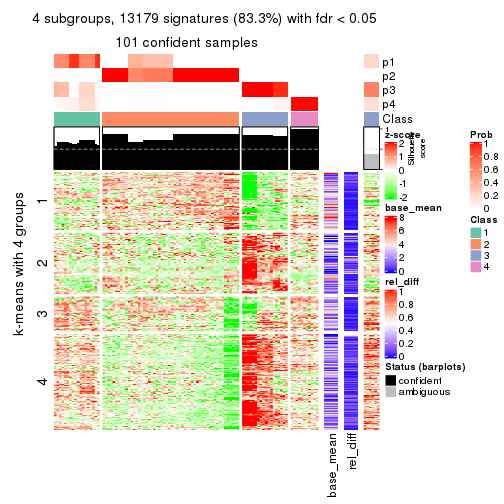 4 subgroups, 13179 signatures (83.3%) with fdr < 0.05
101 confident samples
p1
p2
p3
p4
Class
1
Silhouette
score
k-means with 4 groups
1
2
3
4
base_mean
rel_diff
z-score
2
1
0
-1
-2
base_mean
8
6
4
2
0
rel_diff
1
0.8
0.6
0.4
0.2
0
Status (barplots)
confident
ambiguous
Prob
1
0.8
0.6
0.4
0.2
0
Class
1
2
3
4